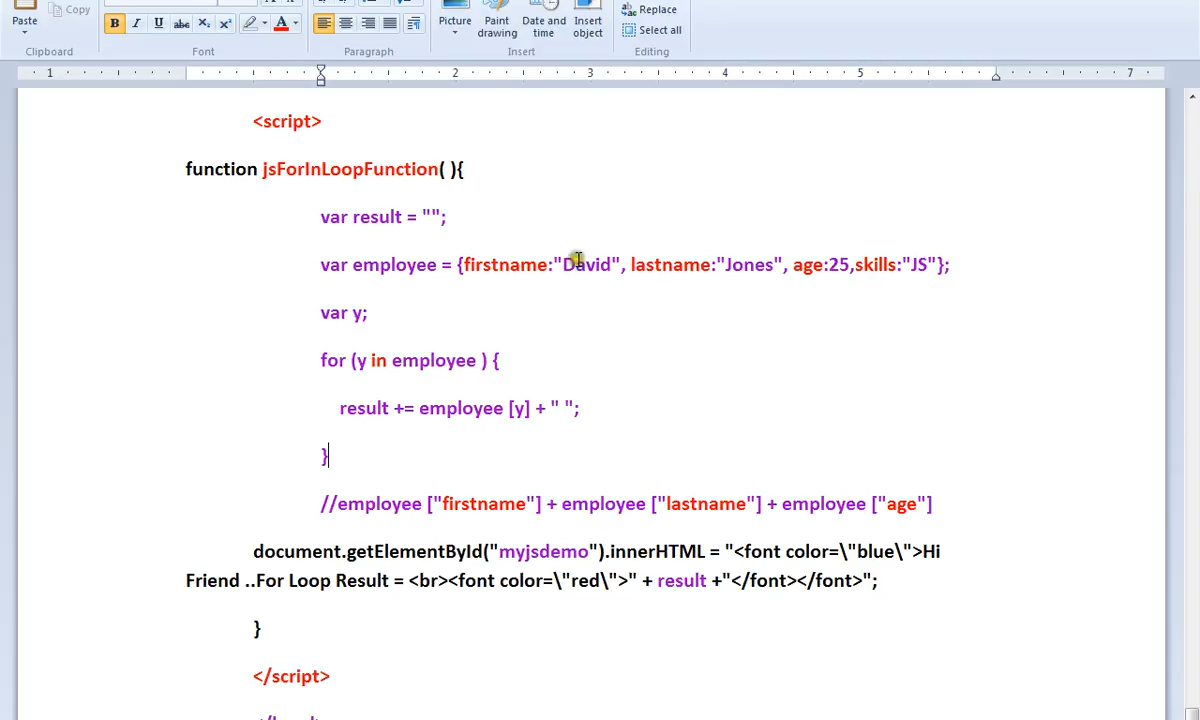 Paste
Copy
Clipboard
B I U abc X₂ X² A
Font
Paragraph
Picture
Paint drawing
Date and time
Insert object
Insert
Replace
Select all
Editing
1 2 3 4 5 7
<script>
function jsForInLoopFunction( ){
var result = "";
var employee = {firstname:"David", lastname:"Jones", age:25,skills:"JS"};
var y;
for (y in employee ) {
result += employee [y] + " ";
}
//employee ["firstname"] + employee ["lastname"] + employee ["age"]
document.getElementById("myjsdemo").innerHTML = "<font color=\"blue\">Hi
Friend ..For Loop Result = <br><font color=\"red\">" + result +"</font></font>";
}
</script>